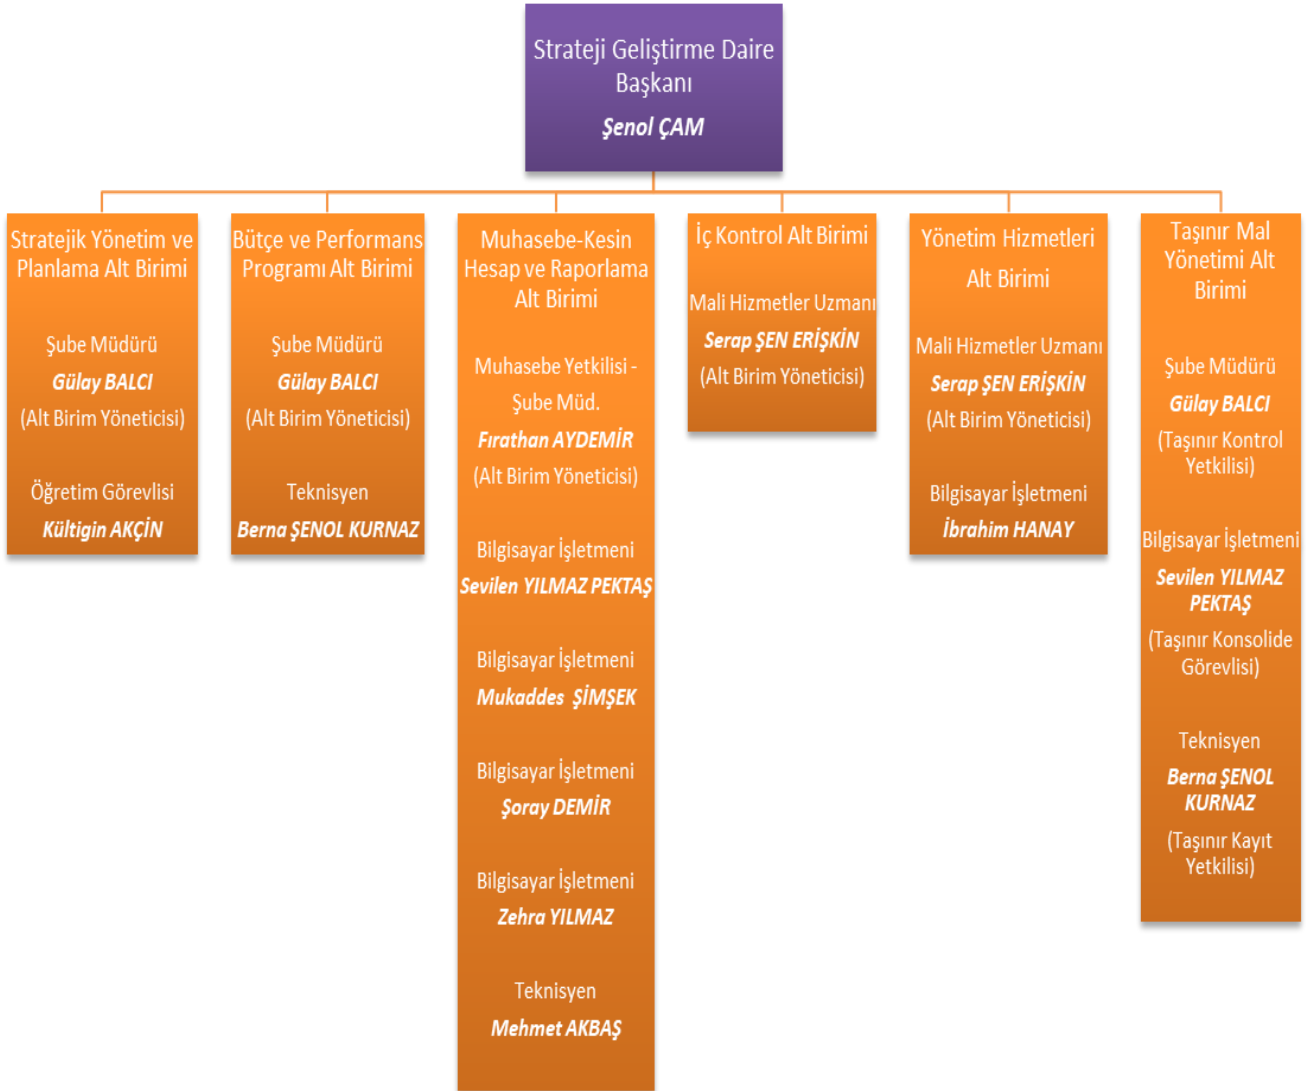 Strateji Geliştirme Daire
Başkanı
Şenol ÇAM
Stratejik Yönetim ve
Planlama Alt Birimi
Şube Müdürü
Gülay BALCI
(Alt Birim Yöneticisi)
Öğretim Görevlisi
Kültigin AKÇİN
Bütçe ve Performans
Programı Alt Birimi
Şube Müdürü
Gülay BALCI
(Alt Birim Yöneticisi)
Teknisyen
Berna ŞENOL KURNAZ
Muhasebe-Kesin
Hesap ve Raporlama
Alt Birimi
Muhasebe Yetkilisi -
Şube Müd.
Fırathan AYDEMİR
(Alt Birim Yöneticisi)
Bilgisayar İşletmeni
Sevilen YILMAZ PEKTAŞ
Bilgisayar İşletmeni
Mukaddes ŞİMŞEK
Bilgisayar İşletmeni
Şoray DEMİR
Bilgisayar İşletmeni
Zehra YILMAZ
Teknisyen
Mehmet AKBAŞ
İç Kontrol Alt Birimi
Mali Hizmetler Uzmanı
Serap ŞEN ERİŞKİN
(Alt Birim Yöneticisi)
Yönetim Hizmetleri
Alt Birimi
Mali Hizmetler Uzmanı
Serap ŞEN ERİŞKİN
(Alt Birim Yöneticisi)
Bilgisayar İşletmeni
İbrahim HANAY
Taşınır Mal
Yönetimi Alt
Birimi
Şube Müdürü
Gülay BALCI
(Taşınır Kontrol
Yetkilisi)
Bilgisayar İşletmeni
Sevilen YILMAZ
PEKTAŞ
(Taşınır Konsolide
Görevlisi)
Teknisyen
Berna ŞENOL
KURNAZ
(Taşınır Kayıt
Yetkilisi)